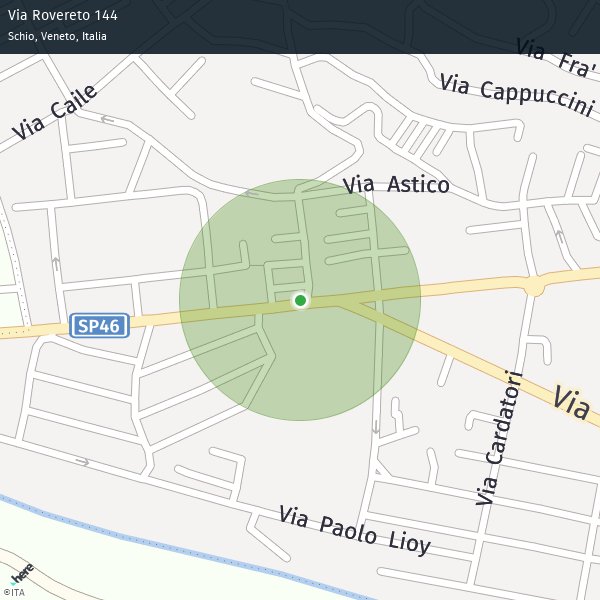 Via Rovereto 144
Schio, Veneto, Italia
Via Fra'
Via Cappuccini
Via Caile
Via Astico
SP46
Via
Via Cardatori
Via Paolo Lioy
here
©ITA